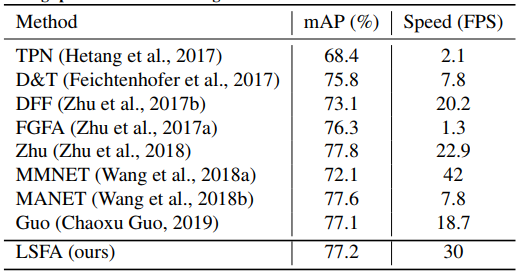 Method mAP (%) Speed (FPS)
TPN (Hetang et al., 2017) 68.4 2.1
D&T (Feichtenhofer et al., 2017) 75.8 7.8
DFF (Zhu et al., 2017b) 73.1 20.2
FGFA (Zhu et al., 2017a) 76.3 1.3
Zhu (Zhu et al., 2018) 77.8 22.9
MMNET (Wang et al., 2018a) 72.1 42
MANET (Wang et al., 2018b) 77.6 7.8
Guo (Chaoxu Guo, 2019) 77.1 18.7
LSFA (ours) 77.2 30